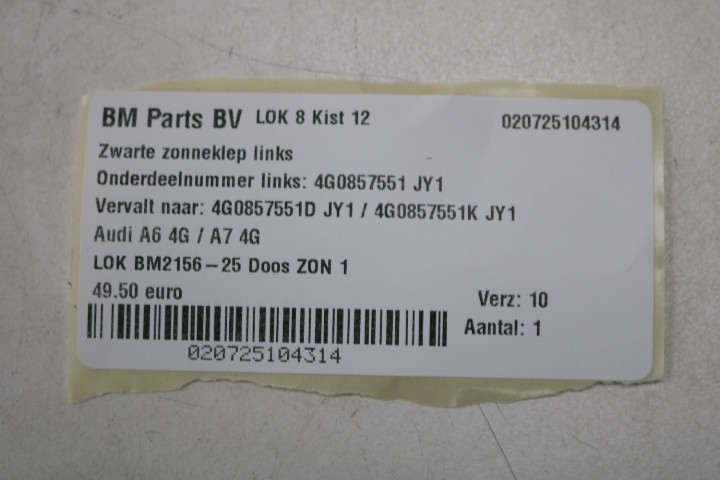 BM Parts BV LOK 8 Kist 12 020725104314
Zwarte zonneklep links
Onderdeelnummer links: 4G0857551 JY1
Vervalt naar: 4G0857551D JY1 / 4G0857551K JY1
Audi A6 4G / A7 4G
LOK BM2156-25 Doos ZON 1
49.50 euro Verz: 10
Aantal: 1
020725104314